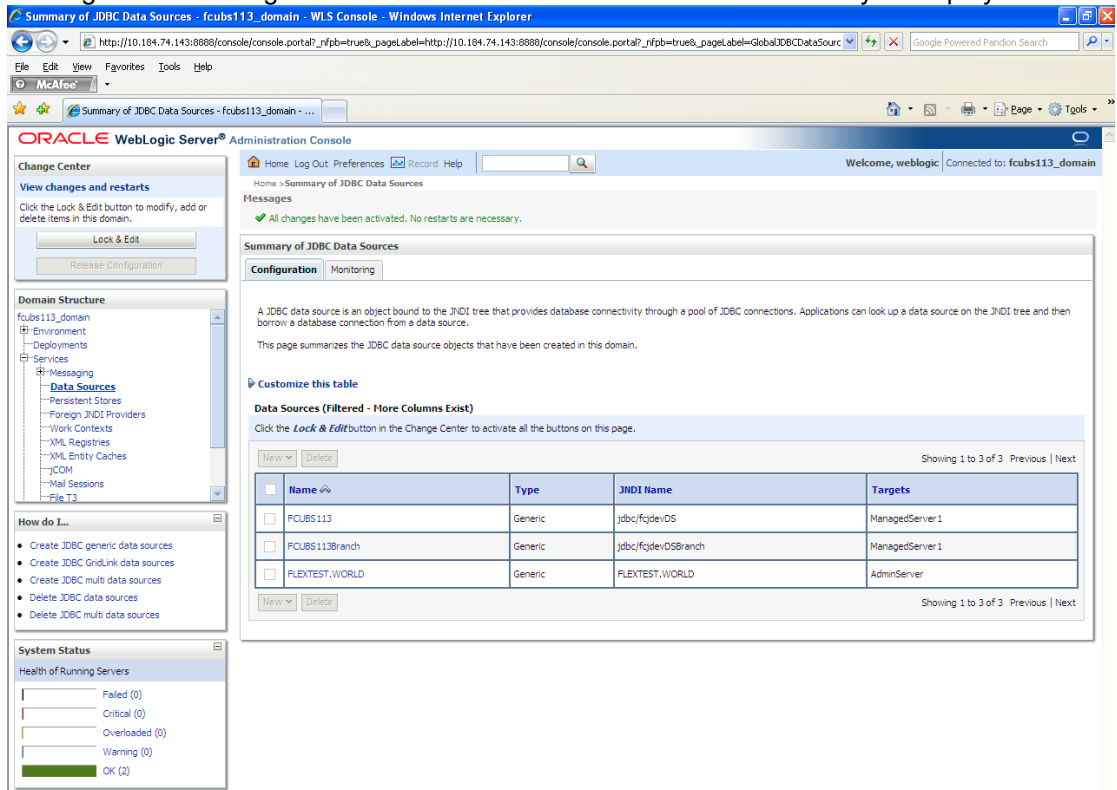 Summary of JDBC Data Sources - fcubs113_domain - WLS Console - Windows Internet Explorer
http://10.184.74.143:8888/console/console.portal?_nfpb=true&_pageLabel=http://10.184.74.143:8888/console/console.portal?_nfpb=true&_pageLabel=GlobalJDBCDataSourc
Google Powered Pandion Search
File Edit View Favorites Tools Help
McAfee
Summary of JDBC Data Sources - fcubs113_domain - ...
Page Tools
ORACLE WebLogic Server® Administration Console
Change Center
View changes and restarts
Click the Lock & Edit button to modify, add or
delete items in this domain.
Lock & Edit
Release Configuration
Domain Structure
fcubs113_domain
Environment
Deployments
Services
Messaging
Data Sources
Persistent Stores
Foreign JNDI Providers
Work Contexts
XML Registries
XML Entity Caches
jCOM
Mail Sessions
File T3
How do I...
Create JDBC generic data sources
Create JDBC GridLink data sources
Create JDBC multi data sources
Delete JDBC data sources
Delete JDBC multi data sources
System Status
Health of Running Servers
Failed (0)
Critical (0)
Overloaded (0)
Warning (0)
OK (2)
Home Log Out Preferences Record Help
Welcome, weblogic Connected to: fcubs113_domain
Home >Summary of JDBC Data Sources
Messages
All changes have been activated. No restarts are necessary.
Summary of JDBC Data Sources
Configuration Monitoring
A JDBC data source is an object bound to the JNDI tree that provides database connectivity through a pool of JDBC connections. Applications can look up a data source on the JNDI tree and then
borrow a database connection from a data source.
This page summarizes the JDBC data source objects that have been created in this domain.
Customize this table
Data Sources (Filtered - More Columns Exist)
Click the Lock & Edit button in the Change Center to activate all the buttons on this page.
New Delete Showing 1 to 3 of 3 Previous | Next
Name Type JNDI Name Targets
FCUBS113 Generic jdbc/fcjdevDS ManagedServer1
FCUBS113Branch Generic jdbc/fcjdevDSBranch ManagedServer1
FLEXTEST.WORLD Generic FLEXTEST.WORLD AdminServer
New Delete Showing 1 to 3 of 3 Previous | Next